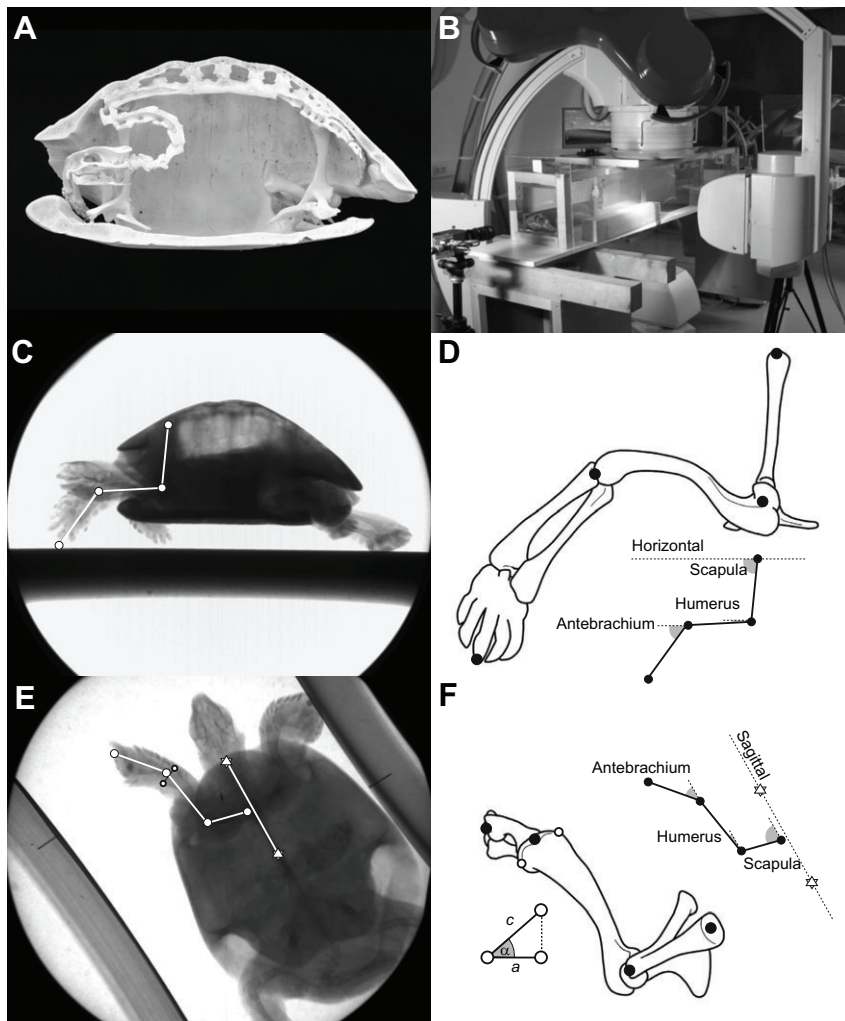 A
B
C
D
Horizontal
Scapula
Humerus
Antebrachium
E
F
Sagittal
Antebrachium
Humerus
Scapula
c
α
a